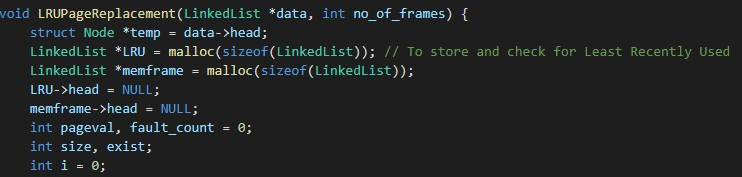 void LRUPageReplacement(LinkedList *data, int no_of_frames) {
    struct Node *temp = data->head;
    LinkedList *LRU = malloc(sizeof(LinkedList)); // To store and check for Least Recently Used
    LinkedList *memframe = malloc(sizeof(LinkedList));
    LRU->head = NULL;
    memframe->head = NULL;
    int pageval, fault_count = 0;
    int size, exist;
    int i = 0;